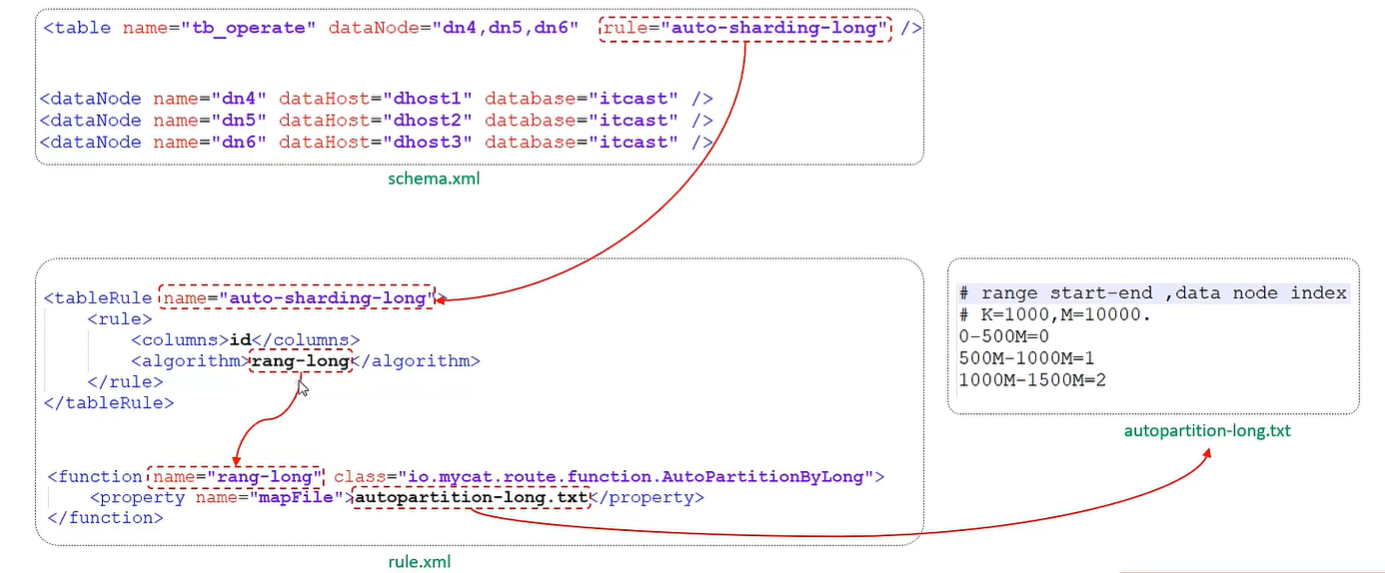 <table name="tb_operate" dataNode="dn4,dn5,dn6" rule="auto-sharding-long" />
<dataNode name="dn4" dataHost="dhost1" database="itcast" />
<dataNode name="dn5" dataHost="dhost2" database="itcast" />
<dataNode name="dn6" dataHost="dhost3" database="itcast" />
schema.xml
<tableRule name="auto-sharding-long">
<rule>
<columns>id</columns>
<algorithm>rang-long</algorithm>
</rule>
</tableRule>
<function name="rang-long" class="io.mycat.route.function.AutoPartitionByLong">
<property name="mapFile">autopartition-long.txt</property>
</function>
rule.xml
# range start-end ,data node index
# K=1000,M=10000.
0-500M=0
500M-1000M=1
1000M-1500M=2
autopartition-long.txt